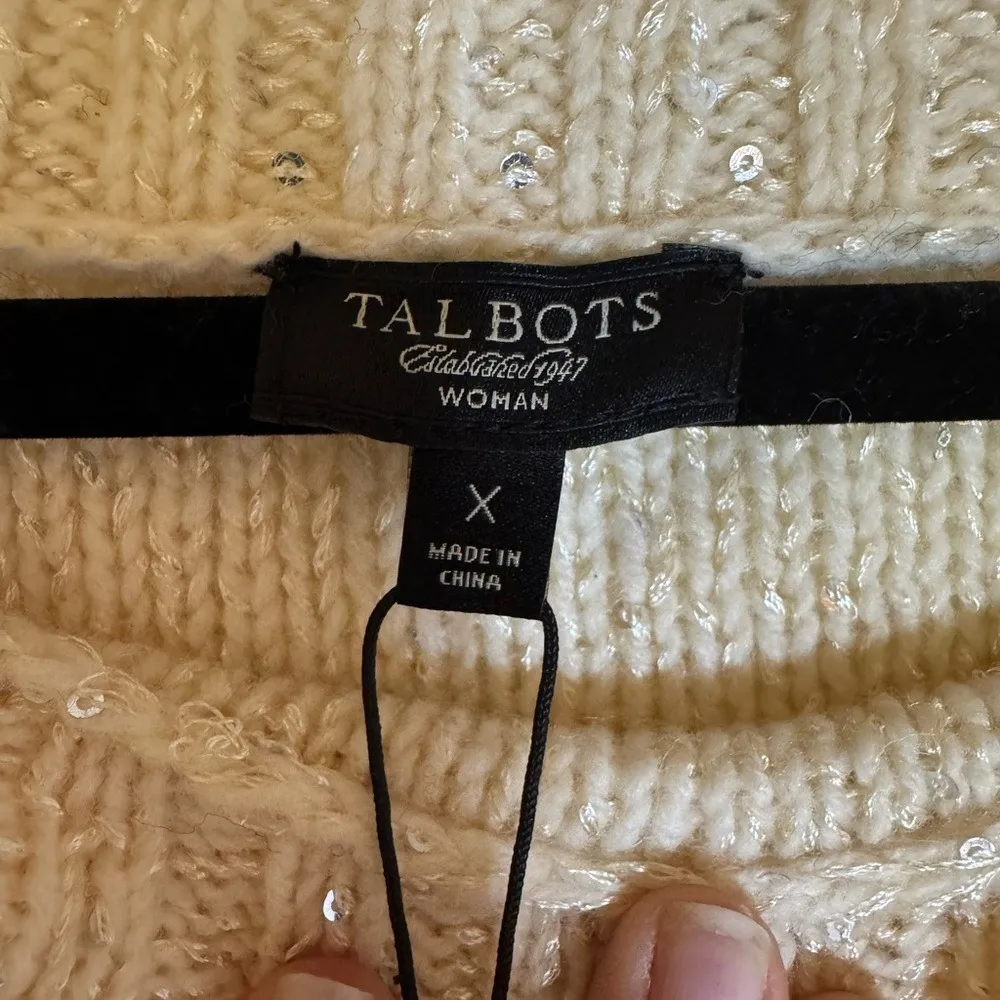 TALBOTS
Established 1947
WOMAN
X
MADE IN
CHINA